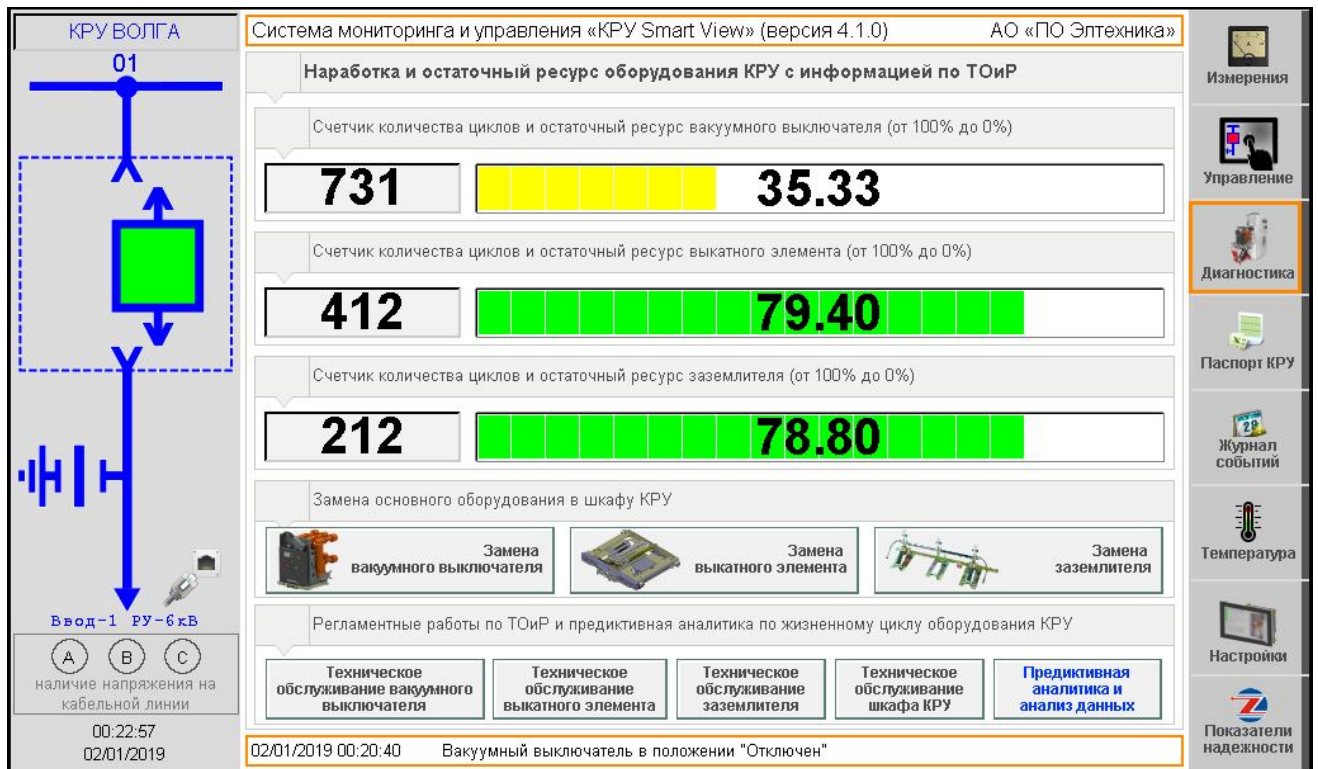 КРУ ВОЛГА
01
Ввод-1 РУ-6кВ
A B C
наличие напряжения на
кабельной линии
00:22:57
02/01/2019
Система мониторинга и управления «КРУ Smart View» (версия 4.1.0) АО «ПО Элтехника»
Наработка и остаточный ресурс оборудования КРУ с информацией по ТОиР
Счетчик количества циклов и остаточный ресурс вакуумного выключателя (от 100% до 0%)
731 35.33
Счетчик количества циклов и остаточный ресурс выкатного элемента (от 100% до 0%)
412 79.40
Счетчик количества циклов и остаточный ресурс заземлителя (от 100% до 0%)
212 78.80
Замена основного оборудования в шкафу КРУ
Замена
вакуумного выключателя
Замена
выкатного элемента
Замена
заземлителя
Регламентные работы по ТОиР и предиктивная аналитика по жизненному циклу оборудования КРУ
Техническое
обслуживание вакуумного
выключателя
Техническое
обслуживание
выкатного элемента
Техническое
обслуживание
заземлителя
Техническое
обслуживание
шкафа КРУ
Предиктивная
аналитика и
анализ данных
02/01/2019 00:20:40 Вакуумный выключатель в положении "Отключен"
Измерения
Управление
Диагностика
Паспорт КРУ
29
Журнал
событий
Температура
Настройки
Показатели
надежности